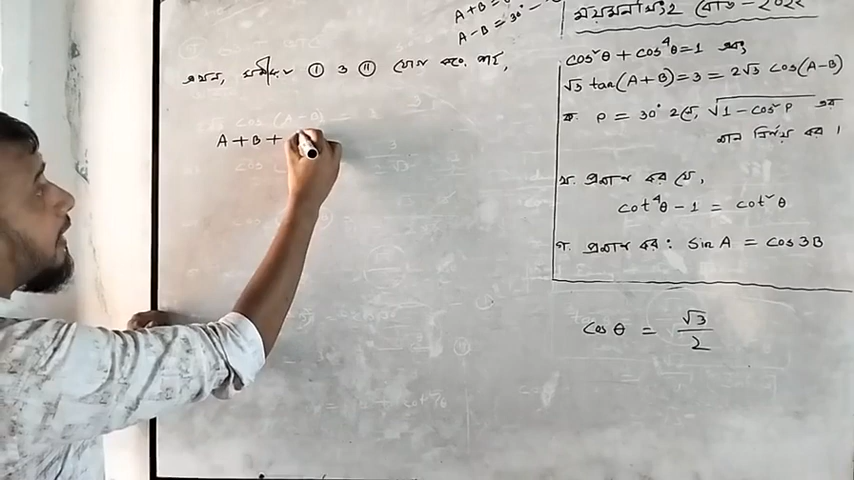 A + B =
A - B = 30° -
এখন, সমীকরণ ① ও ② যোগ করে পাই,
A + B +
ময়মনসিংহ বোর্ড - ২০২২
cos²θ + cos⁴θ = 1 এবং
√3 tan(A+B) = 3 = 2√3 cos(A-B)
ক. P = 30° হলে, √(1 - cos²P) এর
মান নির্ণয় কর।
খ. প্রমাণ কর যে,
cot⁴θ - 1 = cot²θ
গ. প্রমাণ কর: Sin A = Cos 3B
Cos θ = √3/2